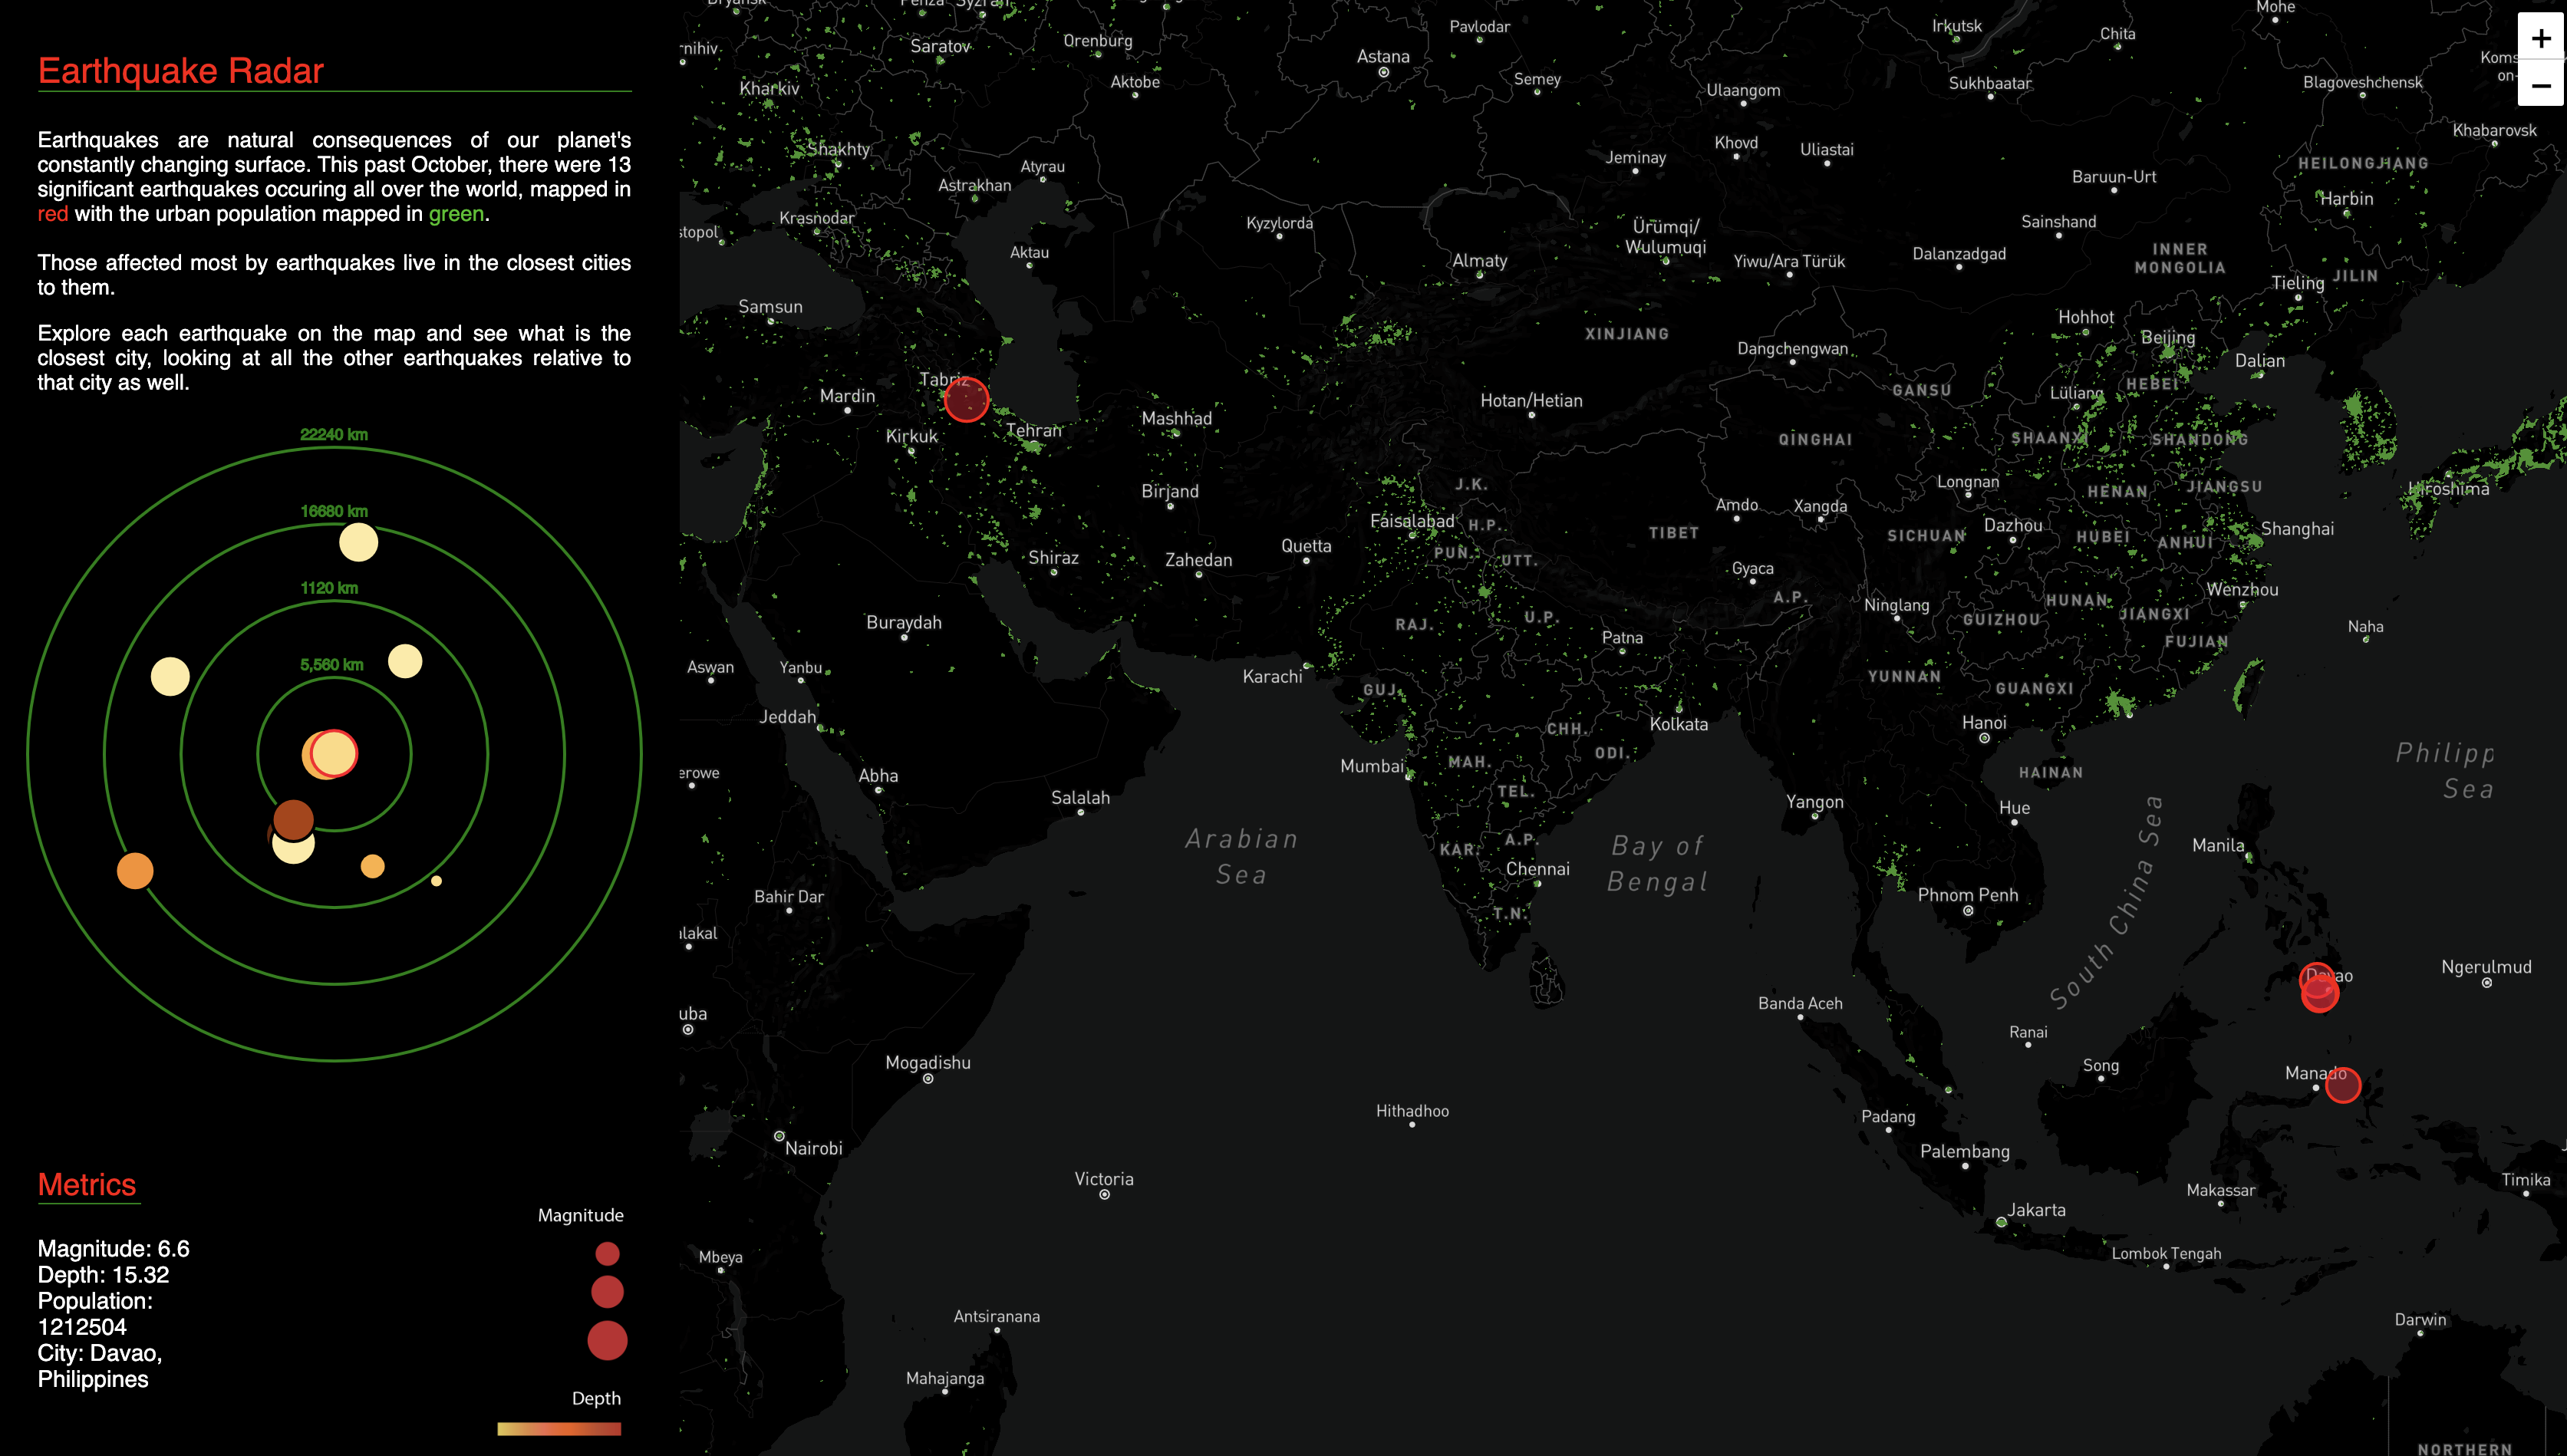 Earthquake Radar
Earthquakes are natural consequences of our planet's
constantly changing surface. This past October, there were 13
significant earthquakes occuring all over the world, mapped in
red with the urban population mapped in green.
Those affected most by earthquakes live in the closest cities
to them.
Explore each earthquake on the map and see what is the
closest city, looking at all the other earthquakes relative to
that city as well.
22240 km
16680 km
1120 km
5,560 km
Metrics
Magnitude: 6.6
Depth: 15.32
Population:
1212504
City: Davao,
Philippines
Magnitude
Depth
+
−
Mohe
Saratov
Orenburg
Pavlodar
Irkutsk
Chita
Astana
Aktobe
Semey
Ulaangom
Sukhbaatar
Blagoveshchensk
Kharkiv
Khabarovsk
Shakhty
Atyrau
Jeminay
Khovd
Uliastai
HEILONGJIANG
Astrakhan
Baruun-Urt
Harbin
Krasnodar
Kyzylorda
Ürümqi/
Wulumuqi
Sainshand
stopol
Aktau
Almaty
Yiwu/Ara Türük
Dalanzadgad
INNER
MONGOLIA
JILIN
Tieling
Samsun
Hohhot
XINJIANG
Beijing
Dangchengwan
Dalian
Tabriz
HEBEI
GANSU
Lüliang
Mardin
Hotan/Hetian
Mashhad
Kirkuk
Tehran
QINGHAI
SHAANXI
SHANDONG
J.K.
Birjand
Longnan
HENAN
JIANGSU
Hiroshima
Amdo
Xangda
Faisalabad
H.P.
TIBET
SICHUAN
Dazhou
HUBEI
ANHUI
Shanghai
Quetta
PUN.
UTT.
Shiraz
Zahedan
Gyaca
Wenzhou
A.P.
Ninglang
HUNAN
JIANGXI
Buraydah
RAJ.
U.P.
GUIZHOU
Naha
Patna
FUJIAN
Aswan
Yanbu
Karachi
YUNNAN
GUANGXI
GUJ.
Jeddah
Kolkata
Hanoi
CHH.
ODI.
Philipp
Sea
Mumbai
MAH.
HAINAN
erowe
Abha
TEL.
Salalah
Yangon
Hue
Arabian
Sea
KAR.
A.P.
Bay of
Bengal
Manila
Chennai
South China Sea
Bahir Dar
T.N.
Phnom Penh
alakal
Davao
Ngerulmud
Banda Aceh
uba
Ranai
Mogadishu
Song
Manado
Hithadhoo
Padang
Nairobi
Palembang
Victoria
Makassar
Timika
Jakarta
Mbeya
Lombok Tengah
Antsiranana
Darwin
Mahajanga
NORTHERN